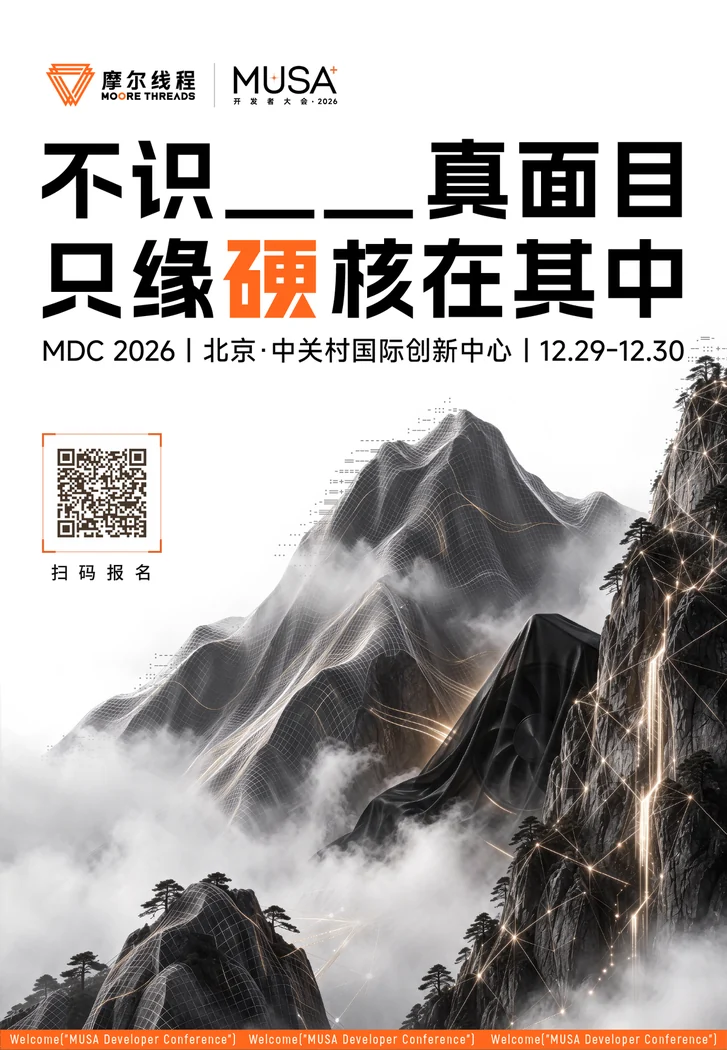 摩尔线程
MOORE THREADS
MUSA
开发者大会·2026
不识__真面目
只缘硬核在其中
MDC 2026 | 北京·中关村国际创新中心 | 12.29-12.30
扫码报名
Welcome("MUSA Developer Conference") Welcome("MUSA Developer Conference") Welcome("MUSA Developer Conference")